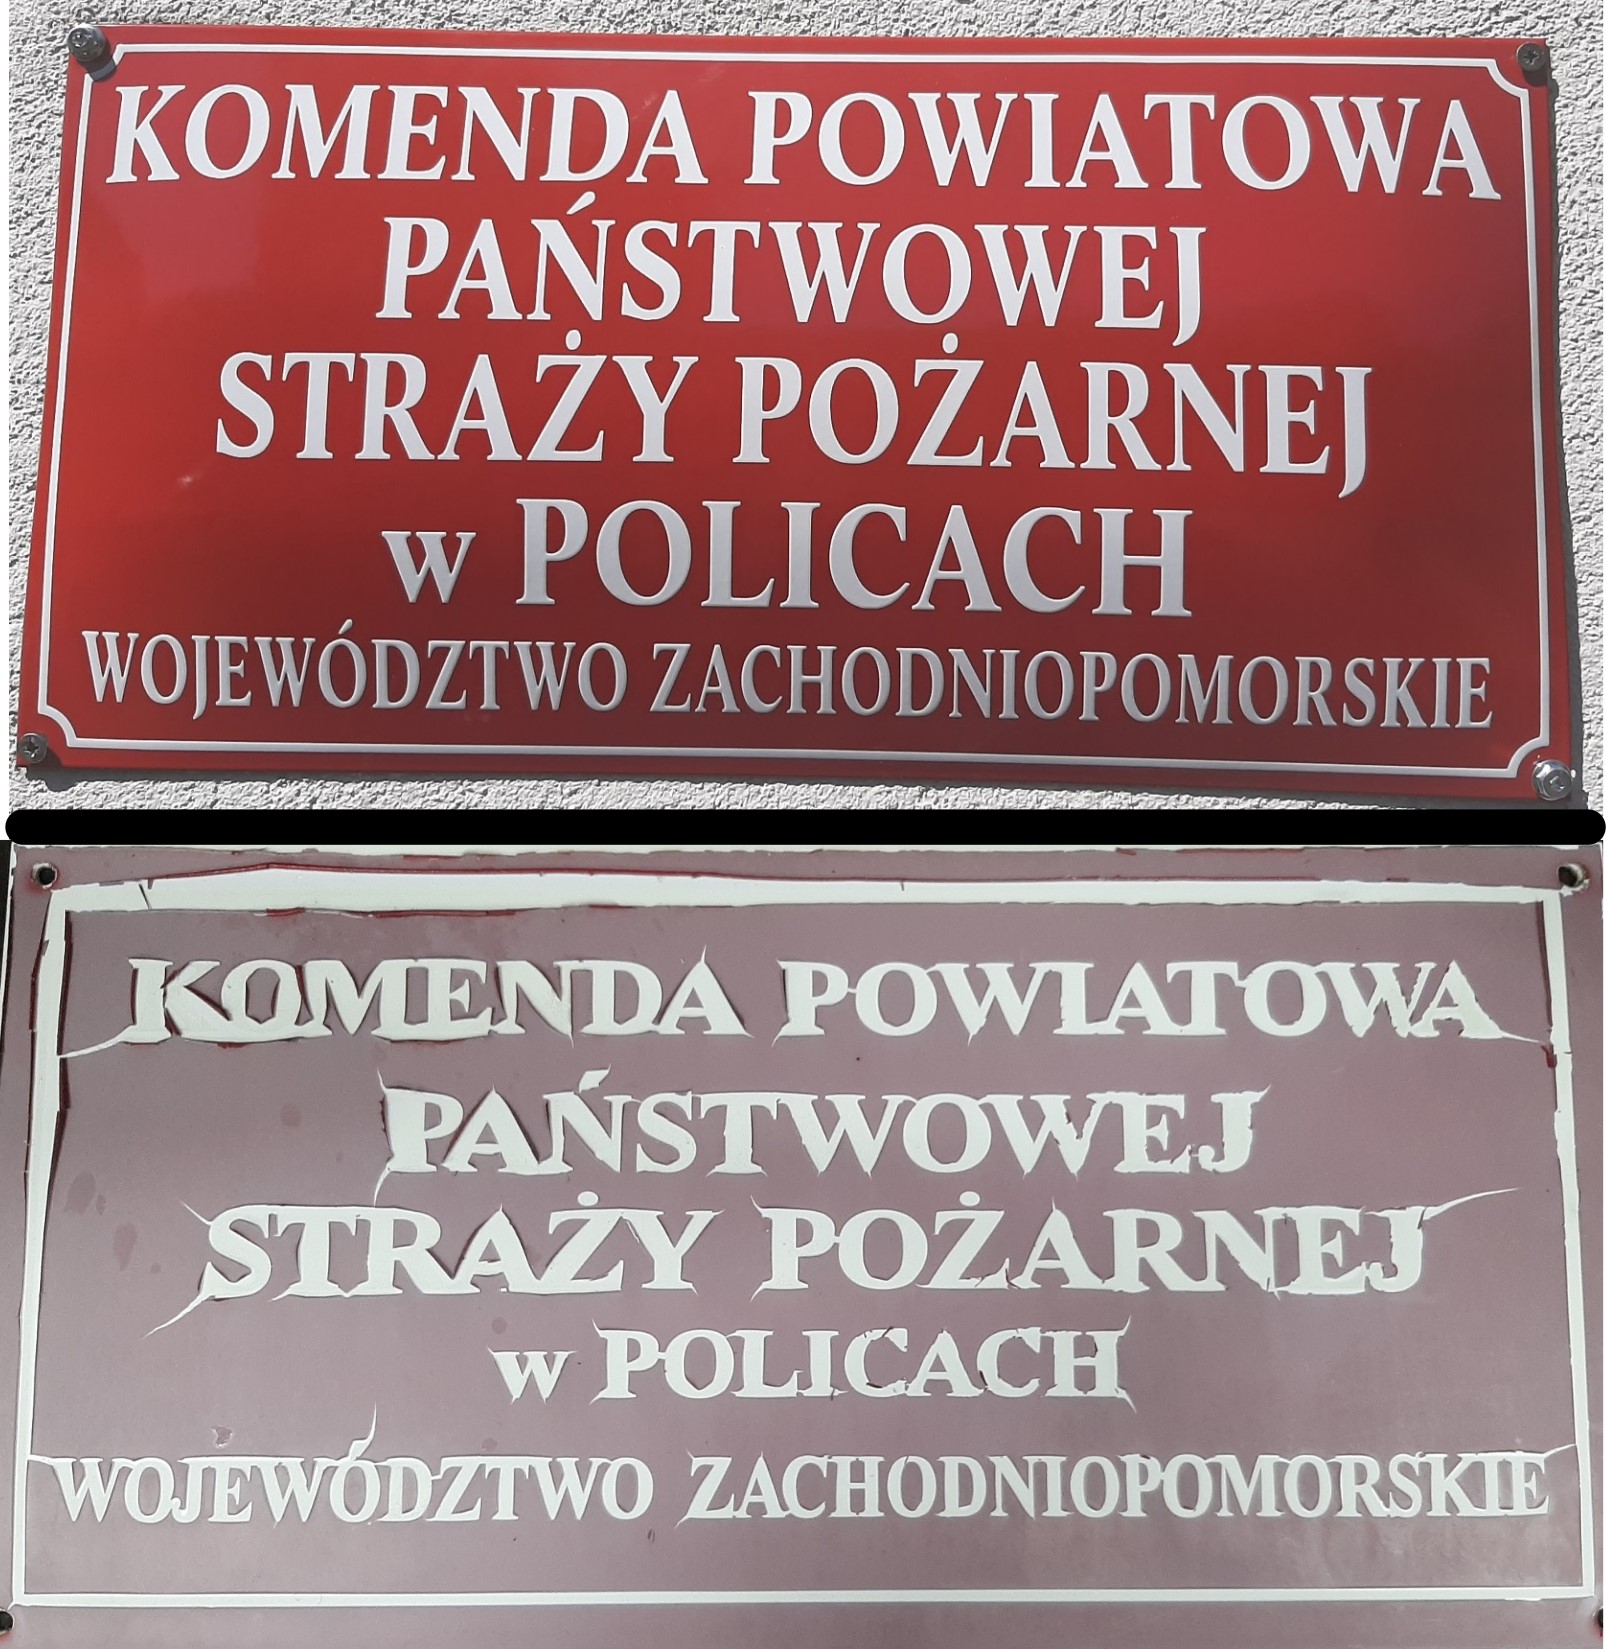 KOMENDA POWIATOWA
PAŃSTWOWEJ
STRAŻY POŻARNEJ
w POLICACH
WOJEWÓDZTWO ZACHODNIOPOMORSKIE
KOMENDA POWIATOWA
PAŃSTWOWEJ
STRAŻY POŻARNEJ
w POLICACH
WOJEWÓDZTWO ZACHODNIOPOMORSKIE